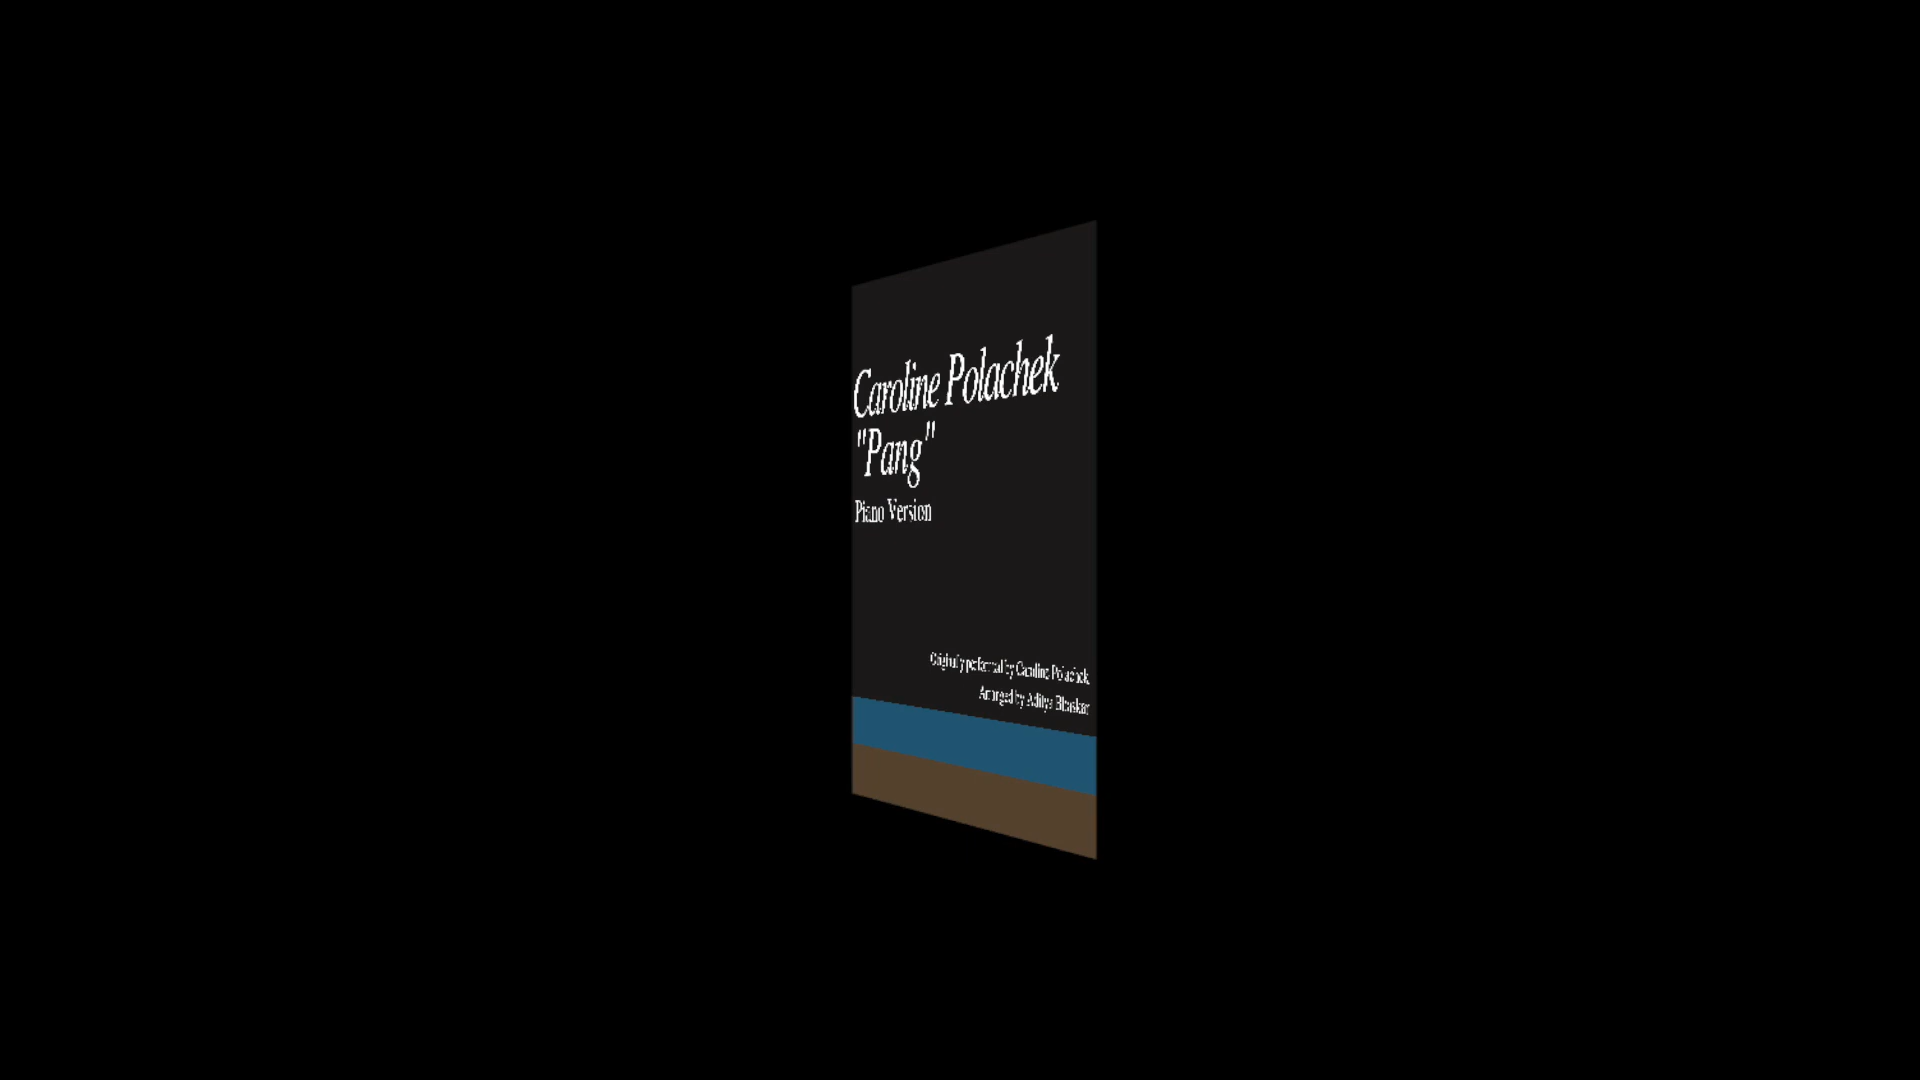 Caroline Polachek
"Pang"
Piano Version
Originally performed by Caroline Polachek
Arranged by Aditya Bhaskar